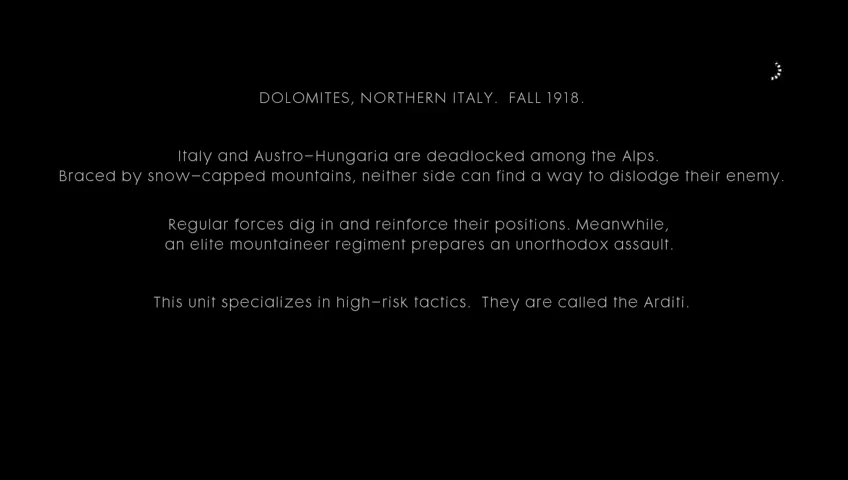 DOLOMITES, NORTHERN ITALY.  FALL 1918.
Italy and Austro-Hungaria are deadlocked among the Alps.
Braced by snow-capped mountains, neither side can find a way to dislodge their enemy.
Regular forces dig in and reinforce their positions. Meanwhile,
an elite mountaineer regiment prepares an unorthodox assault.
This unit specializes in high-risk tactics.  They are called the Arditi.